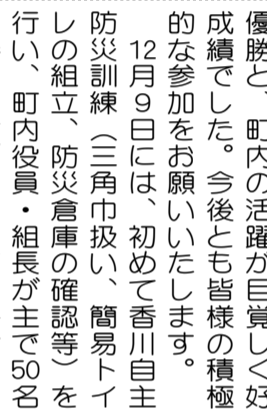 優勝と、町内の活躍が目覚しく好
成績でした。今後とも皆様の積極
的な参加をお願いいたします。
12月9日には、初めて香川自主
防災訓練（三角巾扱い、簡易トイ
レの組立、防災倉庫の確認等）を
行い、町内役員・組長が主で50名